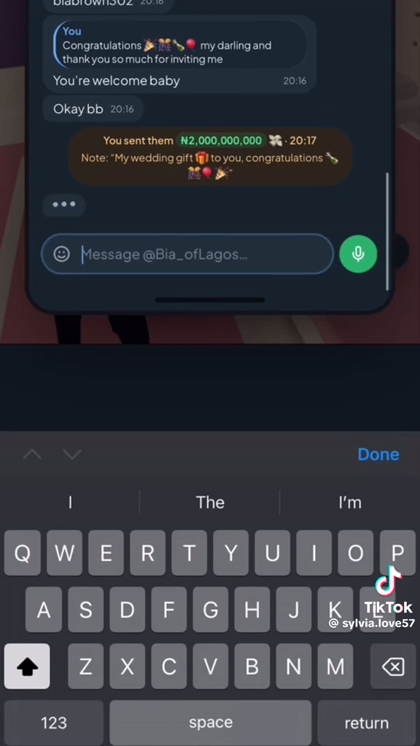 biabrown302 20:16
You
Congratulations 🎉🎊🍾🎈 my darling and
thank you so much for inviting me
You're welcome baby 20:16
Okay bb 20:16
You sent them ₦2,000,000,000 💸 · 20:17
Note: "My wedding gift 🎁 to you, congratulations 🍾
🎊🎈🎉"
Message @Bia_ofLagos...
Done
I The I'm
Q W E R T Y U I O P
A S D F G H J K L
TikTok
@ sylvia.love57
Z X C V B N M
123 space return